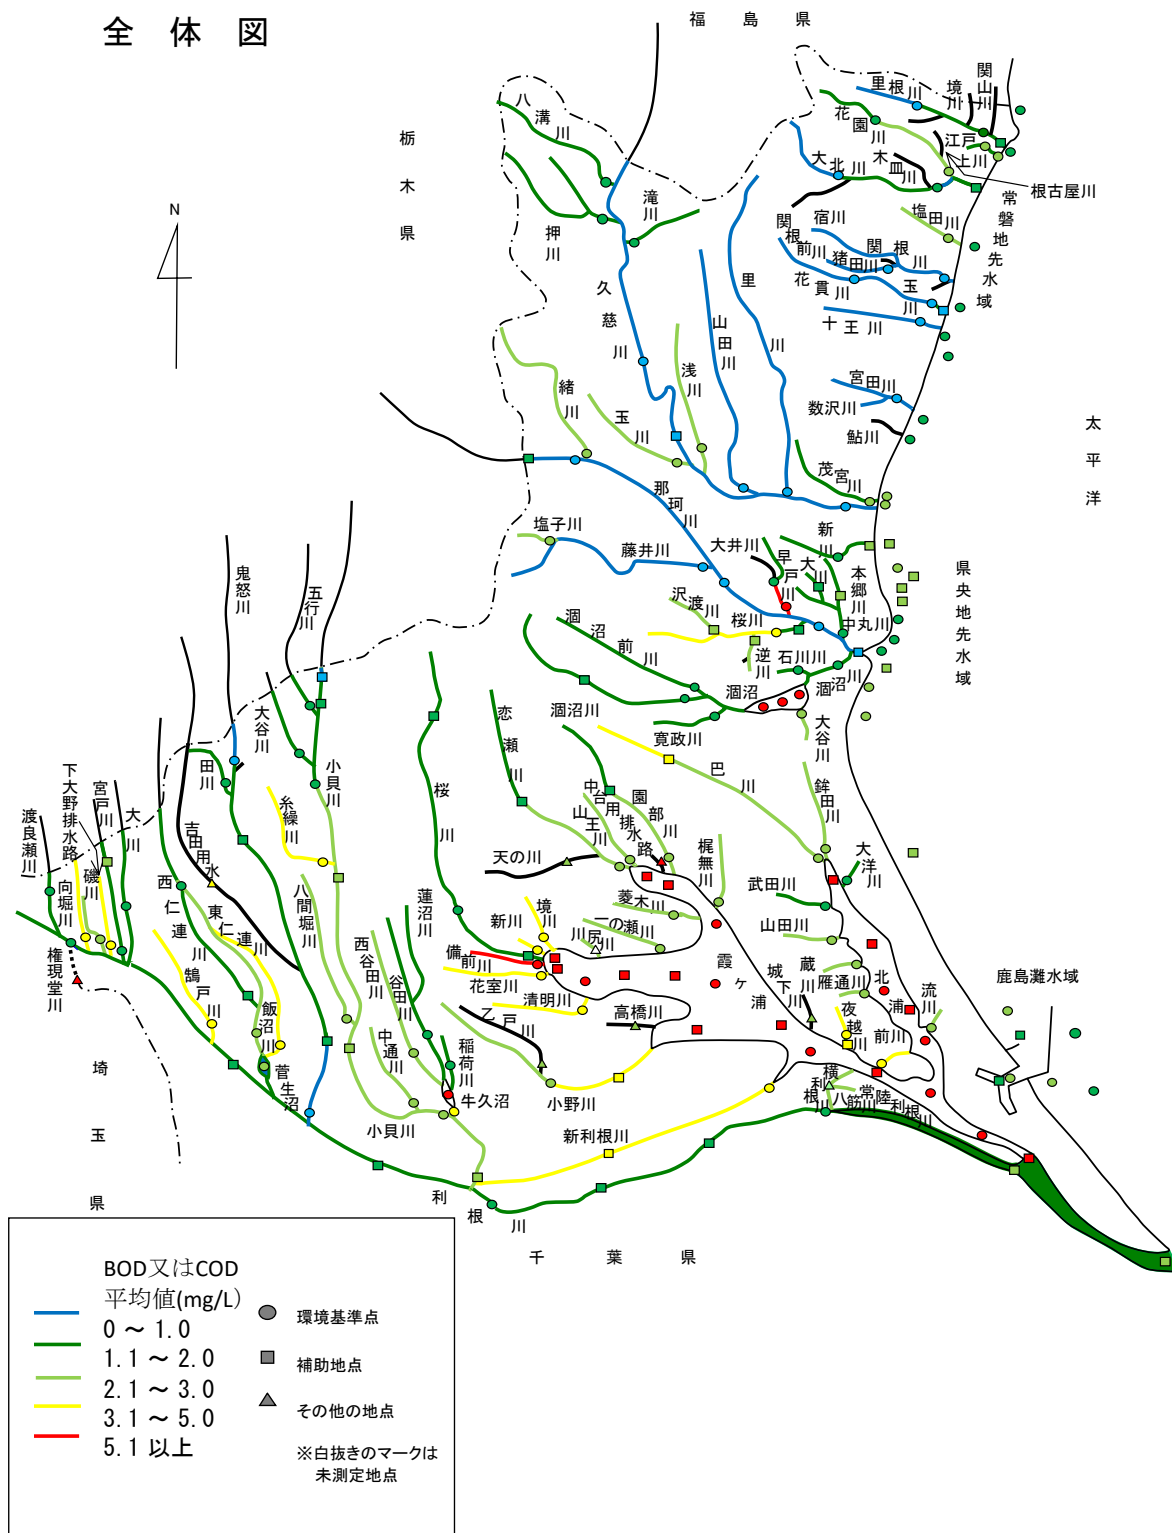 全体図
福島県
栃木県
N
八溝川
押川
滝川
久慈川
山田川
里川
浅川
玉川
緒川
里根川
境川
関山川
花園川
江戸上川
根古屋川
大北川
木皿川
塩田川
常磐地先水域
宿川
関根川
関根前川
猪田川
花貫川
玉川
十王川
宮田川
数沢川
鮎川
太平洋
茂宮川
那珂川
塩子川
藤井川
大井川
早戸川
大川
新川
本郷川
中丸川
県央地先水域
沢渡川
桜川
逆川
石川川
涸沼前川
涸沼
涸沼川
涸沼川
寛政川
大谷川
鬼怒川
五行川
大谷川
田川
小貝川
糸繰川
桜川
恋瀬川
巴川
鉾田川
中台用排水路
園部川
山王川
天の川
梶無川
大洋川
武田川
山田川
菱木川
一の瀬川
川尻川
渡良瀬川
下大野排水路
宮戸川
大川
向堀川
磯川
権現堂川
吉田用水
西仁連川
東仁連川
鵠戸川
飯沼川
菅生沼
八間堀川
西谷田川
谷田川
蓮沼川
中通川
稲荷川
牛久沼
小貝川
新川
境川
備前川
花室川
清明川
乙戸川
高橋川
小野川
霞ヶ浦
城下川
蔵川
雁通川
北浦
流川
夜越川
前川
横利根川
八筋川
常陸利根川
新利根川
利根川
鹿島灘水域
埼玉県
千葉県
BOD又はCOD
平均値(mg/L)
0 ～ 1.0
1.1 ～ 2.0
2.1 ～ 3.0
3.1 ～ 5.0
5.1 以上
環境基準点
補助地点
その他の地点
※白抜きのマークは
未測定地点